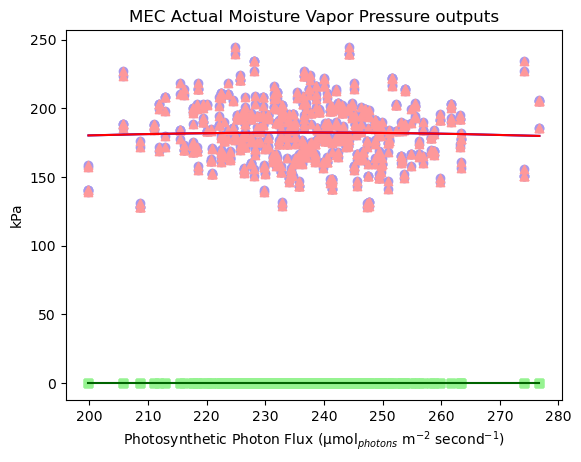 MEC Actual Moisture Vapor Pressure outputs
250
200
150
100
50
0
kPa
200 210 220 230 240 250 260 270 280
Photosynthetic Photon Flux (μmol$_{photons}$ m$^{-2}$ second$^{-1}$)